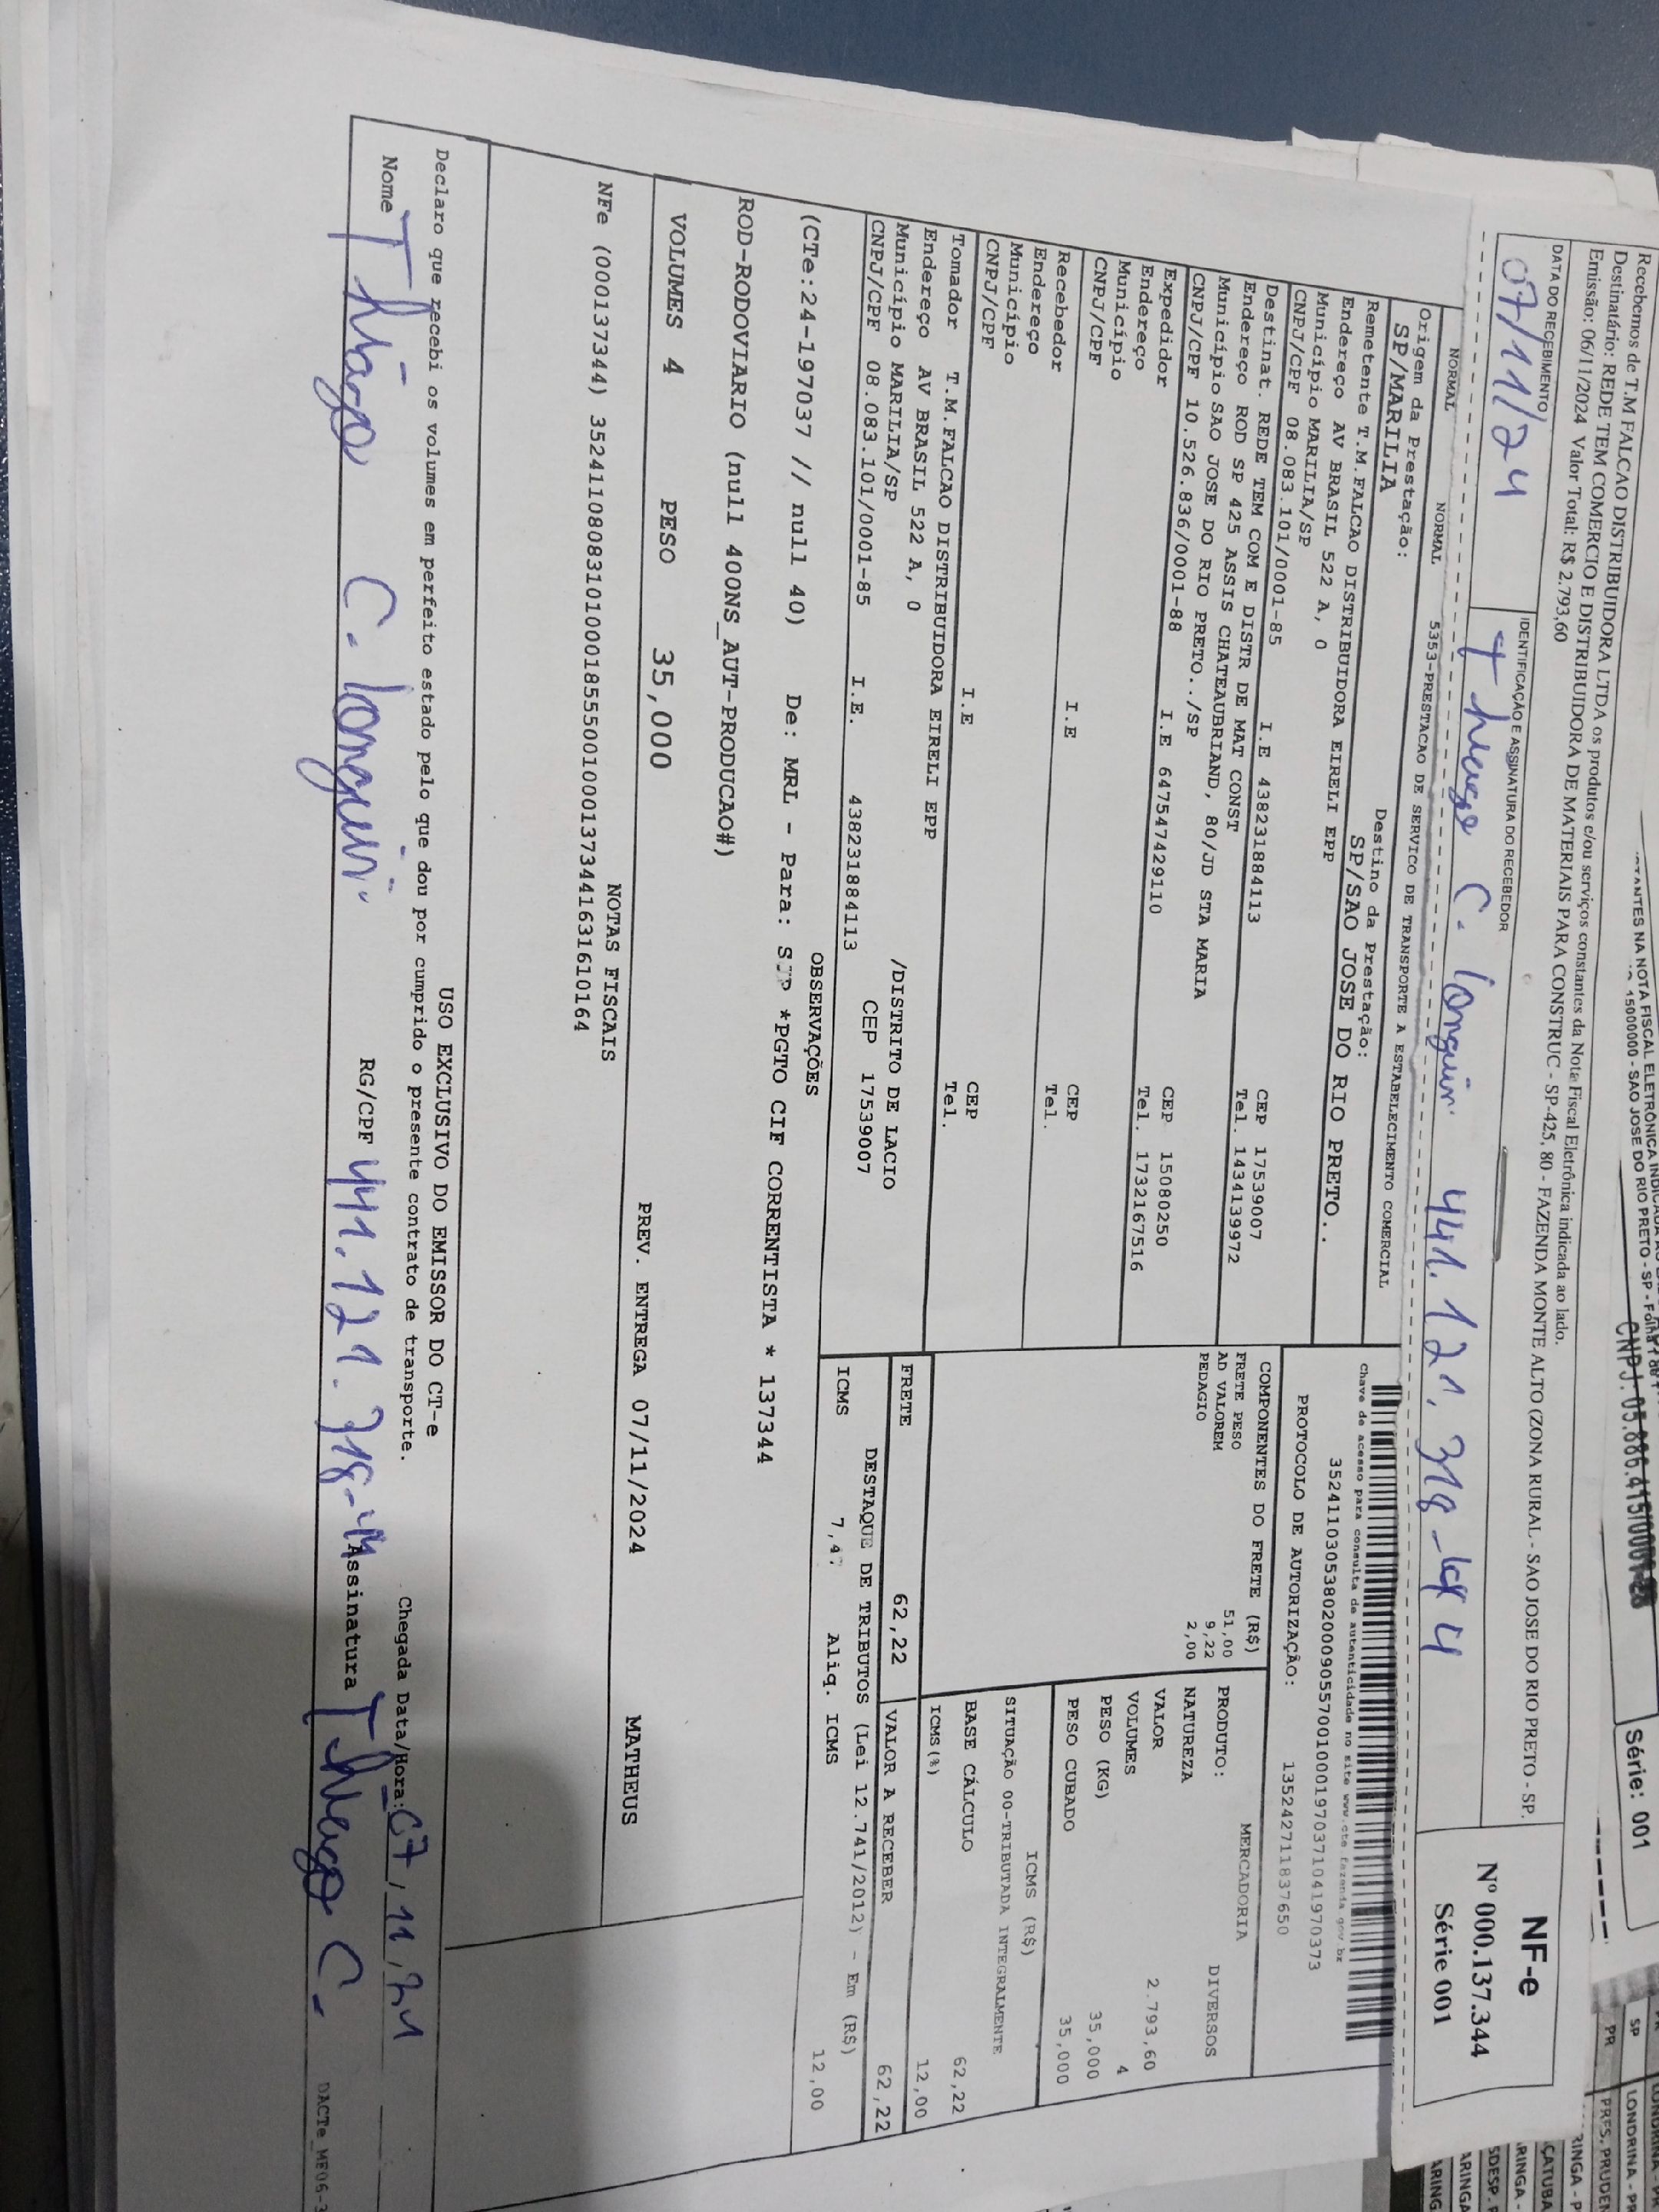 Recebemos de T.M FALCAO DISTRIBUIDORA LTDA os produtos e/ou serviços constantes da Nota Fiscal Eletrônica indicada ao lado.
Destinatário: REDE TEM COMERCIO E DISTRIBUIDORA DE MATERIAIS PARA CONSTRUC - SP-425, 80 - FAZENDA MONTE ALTO (ZONA RURAL - SAO JOSE DO RIO PRETO - SP.
Emissão: 06/11/2024 Valor Total: R$ 2.793,60
DATA DO RECEBIMENTO
07/11/24
IDENTIFICAÇÃO E ASSINATURA DO RECEBEDOR
Thiago C. longuin 441.121.318-44
NF-e
Nº 000.137.344
Série 001
NORMAL NORMAL 5353-PRESTACAO DE SERVICO DE TRANSPORTE A ESTABELECIMENTO COMERCIAL
Origem da Prestação: Destino da Prestação:
SP/MARILIA SP/SAO JOSE DO RIO PRETO..
Chave de acesso para consulta de autenticidade no site www.cte.fazenda.gov.br
35241103053802000905570010001970371041970373
PROTOCOLO DE AUTORIZAÇÃO: 135242711837650
Remetente T.M.FALCAO DISTRIBUIDORA EIRELI EPP
Endereço AV BRASIL 522 A, 0
Município MARILIA/SP CEP 17539007
CNPJ/CPF 08.083.101/0001-85 I.E 438231884113 Tel. 1434139972
Destinat. REDE TEM COM E DISTR DE MAT CONST
Endereço ROD SP 425 ASSIS CHATEAUBRIAND, 80/JD STA MARIA
Município SAO JOSE DO RIO PRETO../SP CEP 15080250
CNPJ/CPF 10.526.836/0001-88 I.E 647547429110 Tel. 1732167516
Expedidor
Endereço
Município CEP
CNPJ/CPF I.E Tel.
Recebedor
Endereço
Município CEP
CNPJ/CPF I.E Tel.
Tomador T.M.FALCAO DISTRIBUIDORA EIRELI EPP
Endereço AV BRASIL 522 A, 0 /DISTRITO DE LACIO
Município MARILIA/SP CEP 17539007
CNPJ/CPF 08.083.101/0001-85 I.E. 438231884113
COMPONENTES DO FRETE (R$)
FRETE PESO 51,00
AD VALOREM 9,22
PEDAGIO 2,00
MERCADORIA
PRODUTO: DIVERSOS
NATUREZA
VALOR 2.793,60
VOLUMES 4
PESO (KG) 35,000
PESO CUBADO 35,000
ICMS (R$)
SITUAÇÃO 00-TRIBUTADA INTEGRALMENTE
BASE CÁLCULO 62,22
ICMS(%) 12,00
FRETE 62,22 VALOR A RECEBER 62,22
DESTAQUE DE TRIBUTOS (Lei 12.741/2012) - Em (R$)
ICMS 7,47 Aliq. ICMS 12,00
OBSERVAÇÕES
(CTe:24-197037 // null 40) De: MRL - Para: SJP *PGTO CIF CORRENTISTA * 137344
ROD-RODOVIARIO (null 400NS_AUT-PRODUCAO#)
VOLUMES 4 PESO 35,000 PREV. ENTREGA 07/11/2024 MATHEUS
NOTAS FISCAIS
NFe (000137344) 35241108083101000185550010001373441631610164
USO EXCLUSIVO DO EMISSOR DO CT-e
Declaro que recebi os volumes em perfeito estado pelo que dou por cumprido o presente contrato de transporte.
Chegada Data/Hora: 07, 11, 24
Nome Thiago C. longuin RG/CPF 441.121.318-44 Assinatura Thiago C.
Série: 001